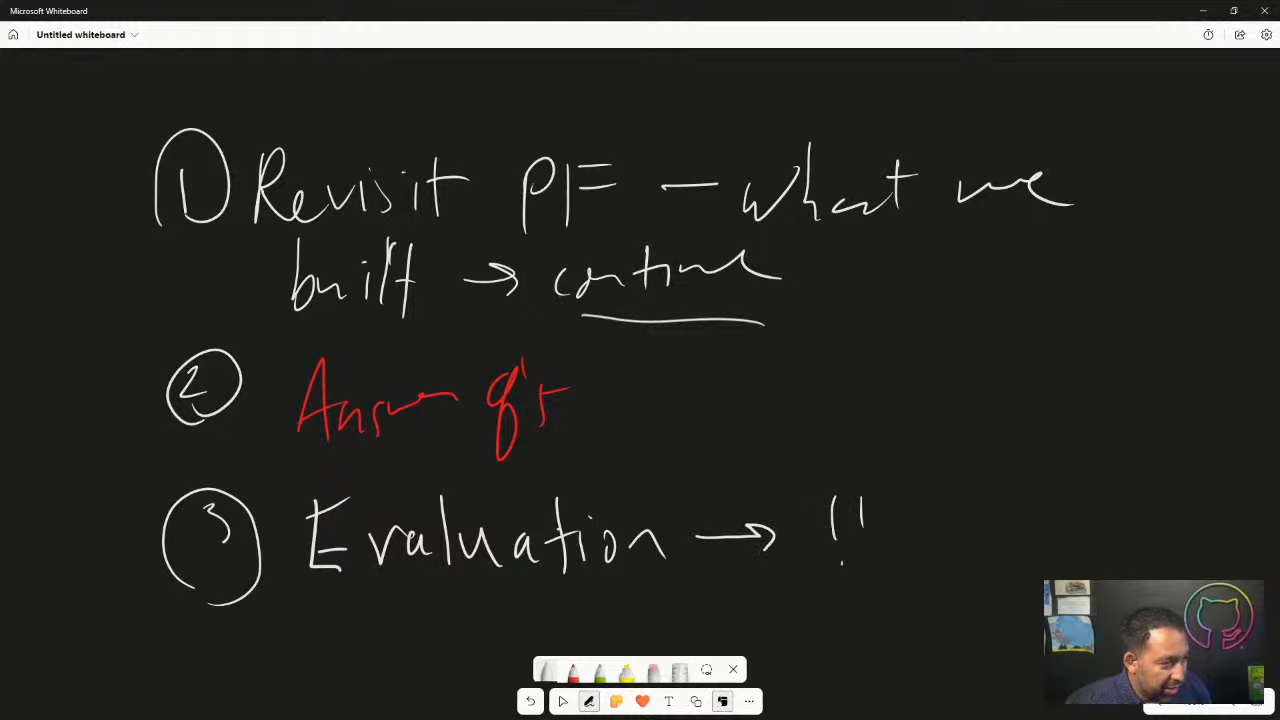 Microsoft Whiteboard
Untitled whiteboard
① Revisit PF - what we
built → continue
② Answer q's
③ Evaluation → !!